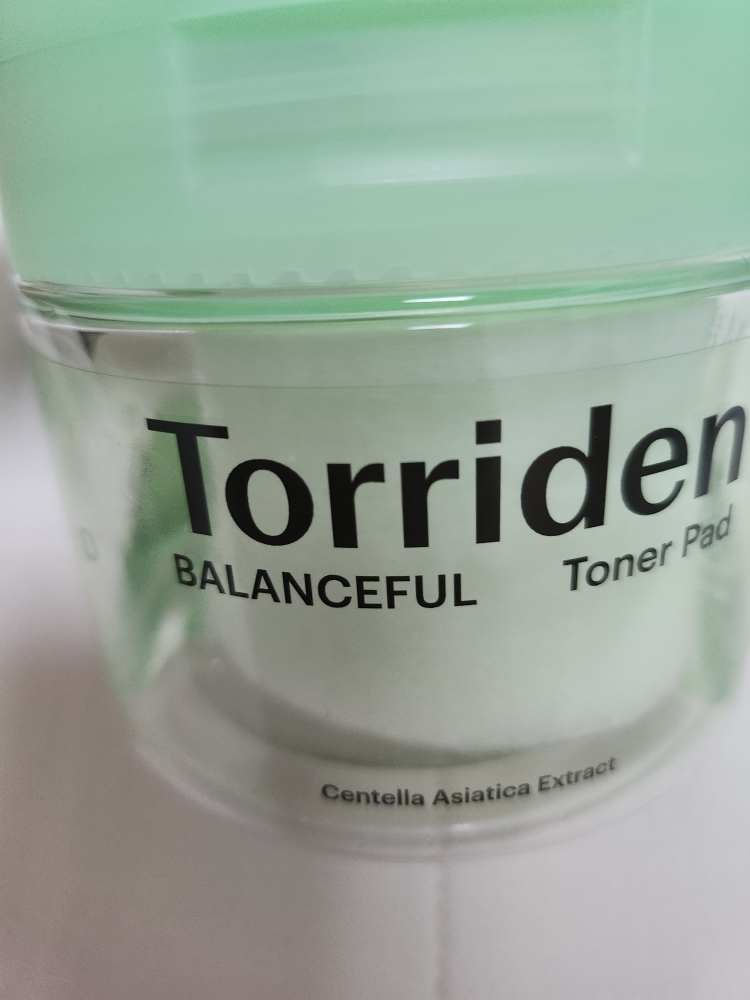 Torriden
BALANCEFUL Toner Pad
Centella Asiatica Extract